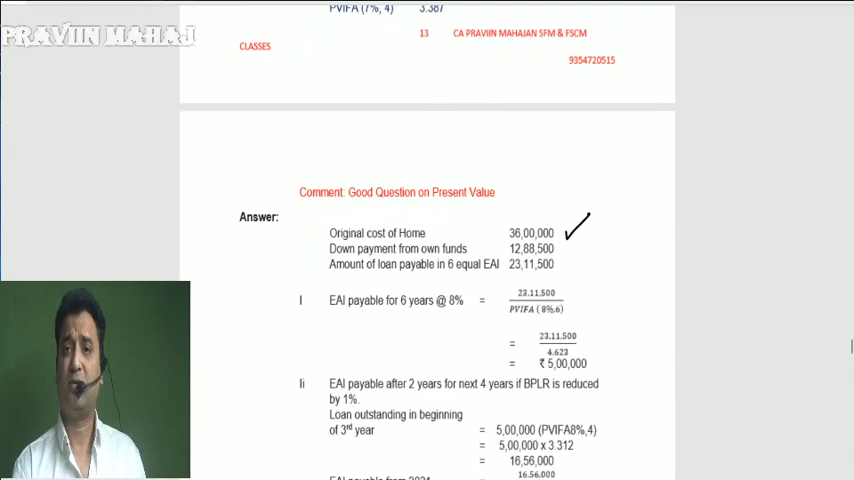 PRAVIIN MAHAJ
PVIFA (7%, 4) 3.387
13 CA PRAVIIN MAHAJAN SFM & FSCM
CLASSES
9354720515
Comment: Good Question on Present Value
Answer:
Original cost of Home 36,00,000
Down payment from own funds 12,88,500
Amount of loan payable in 6 equal EAI 23,11,500
I EAI payable for 6 years @ 8% = 23,11,500
PVIFA ( 8%,6)
= 23,11,500
4.623
= ₹ 5,00,000
Ii EAI payable after 2 years for next 4 years if BPLR is reduced
by 1%.
Loan outstanding in beginning
of 3rd year = 5,00,000 (PVIFA8%,4)
= 5,00,000 x 3.312
= 16,56,000
EAI payable from 2021 = 16,56,000